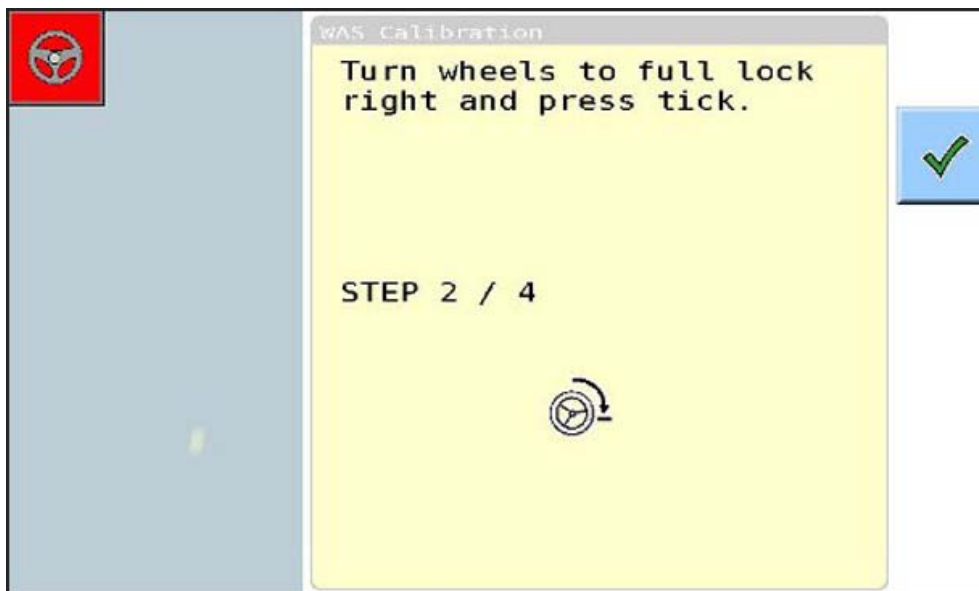 WAS Calibration
Turn wheels to full lock
right and press tick.
STEP 2 / 4